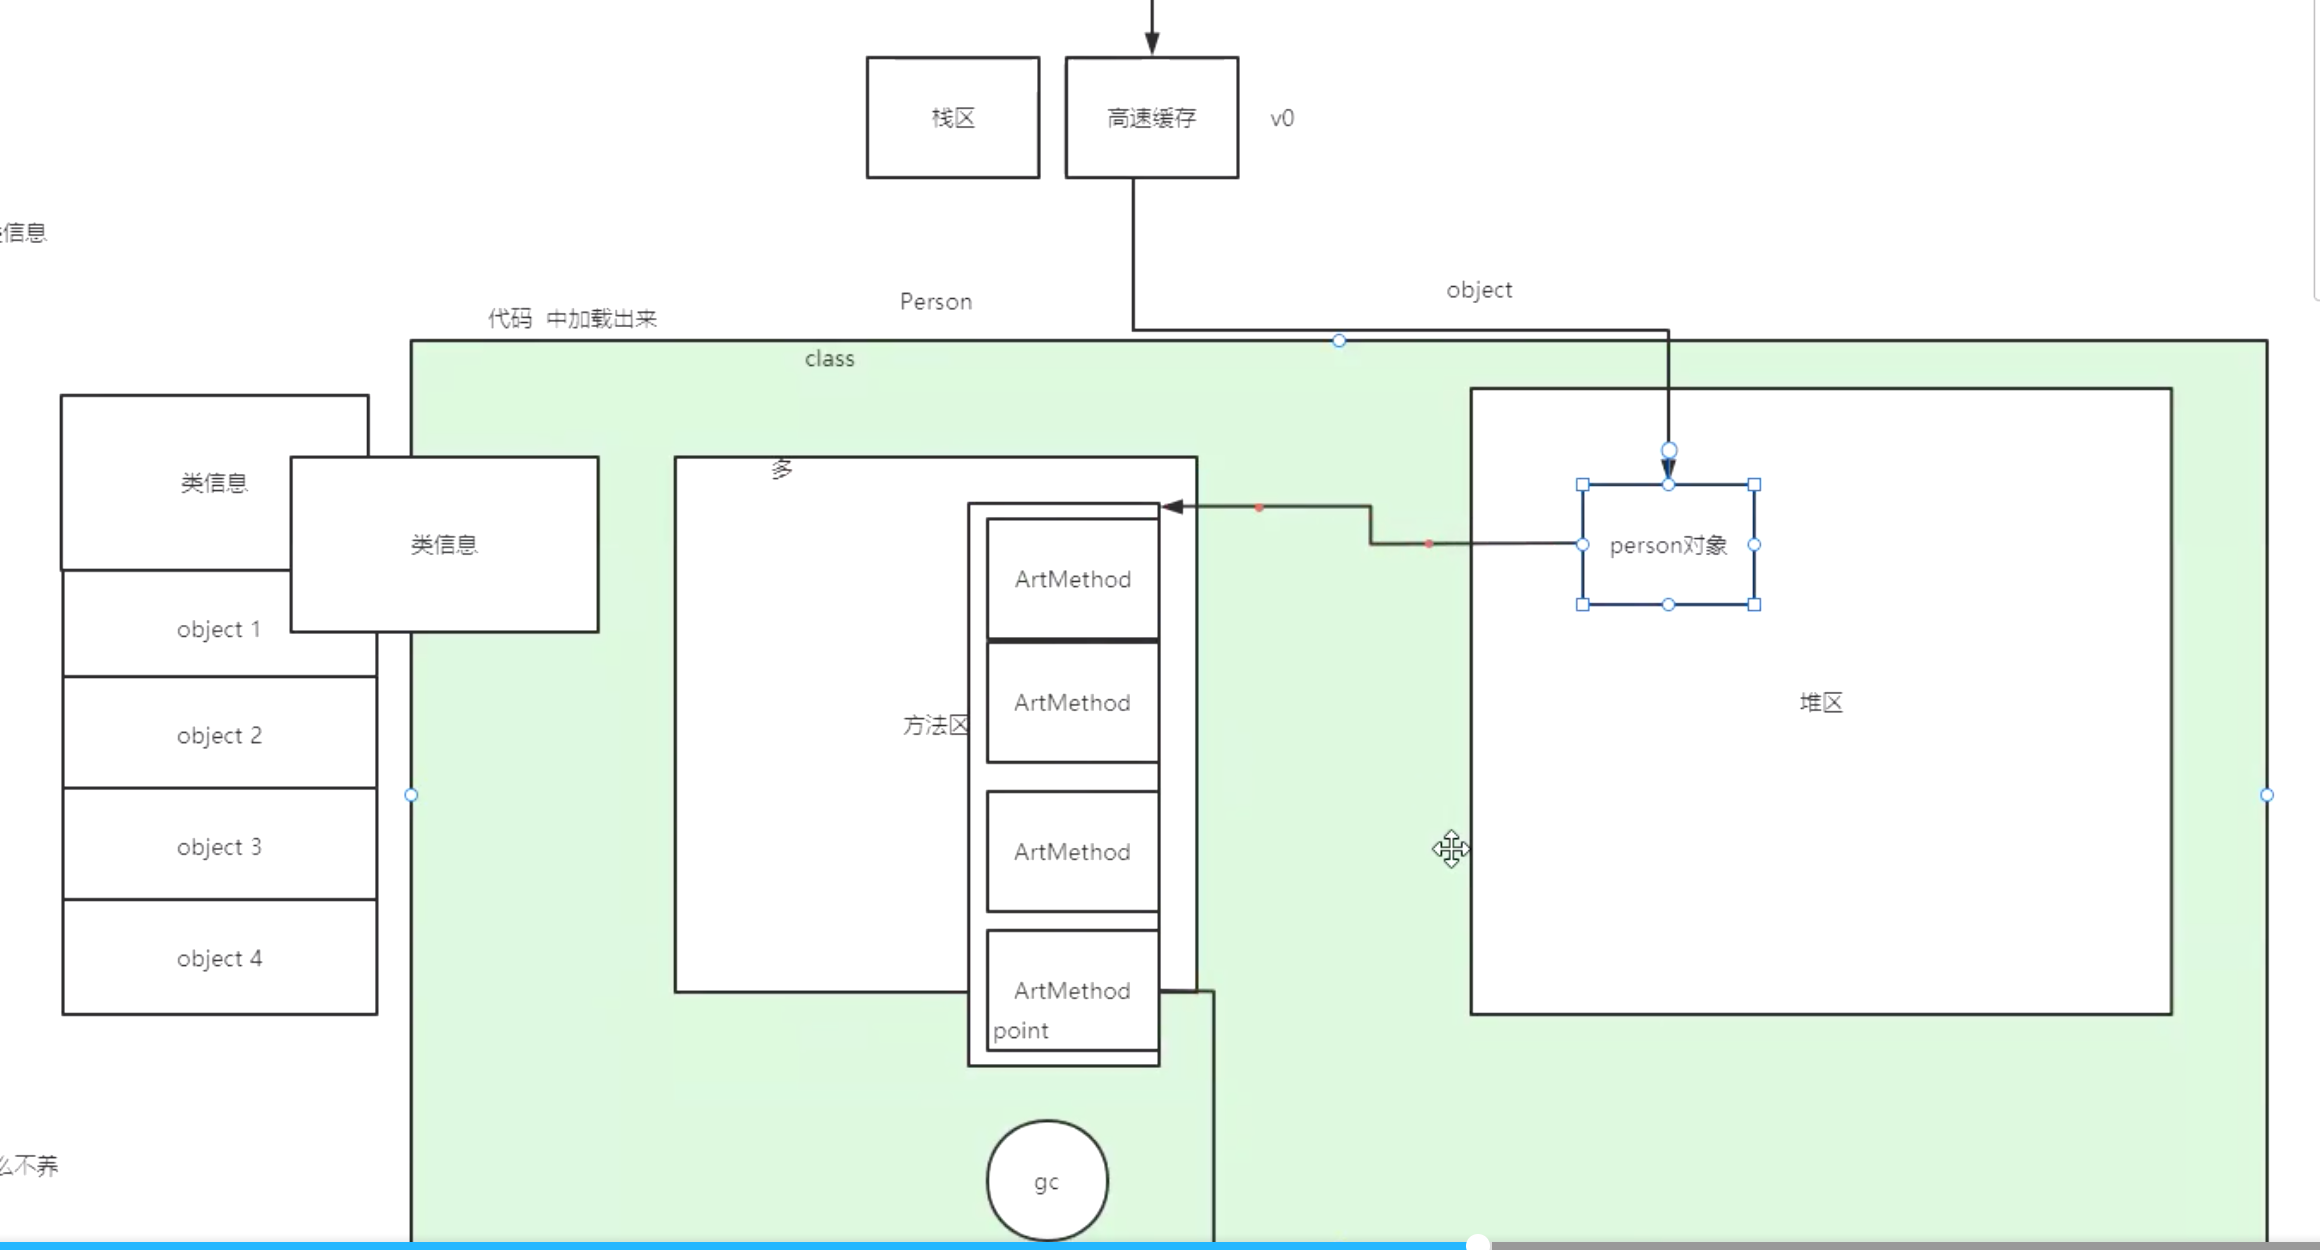 栈区
高速缓存
v0
信息
Person
object
代码 中加载出来
class
类信息
类信息
object 1
object 2
object 3
object 4
多
方法区
ArtMethod
ArtMethod
ArtMethod
ArtMethod
point
person对象
堆区
gc
么不养